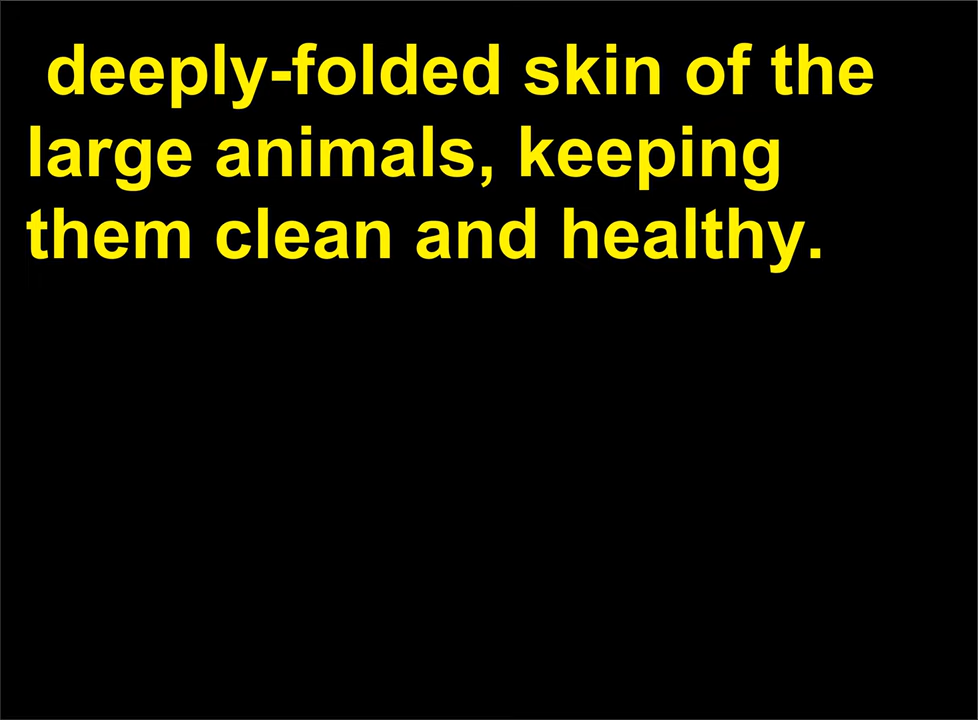 deeply-folded skin of the
large animals, keeping
them clean and healthy.